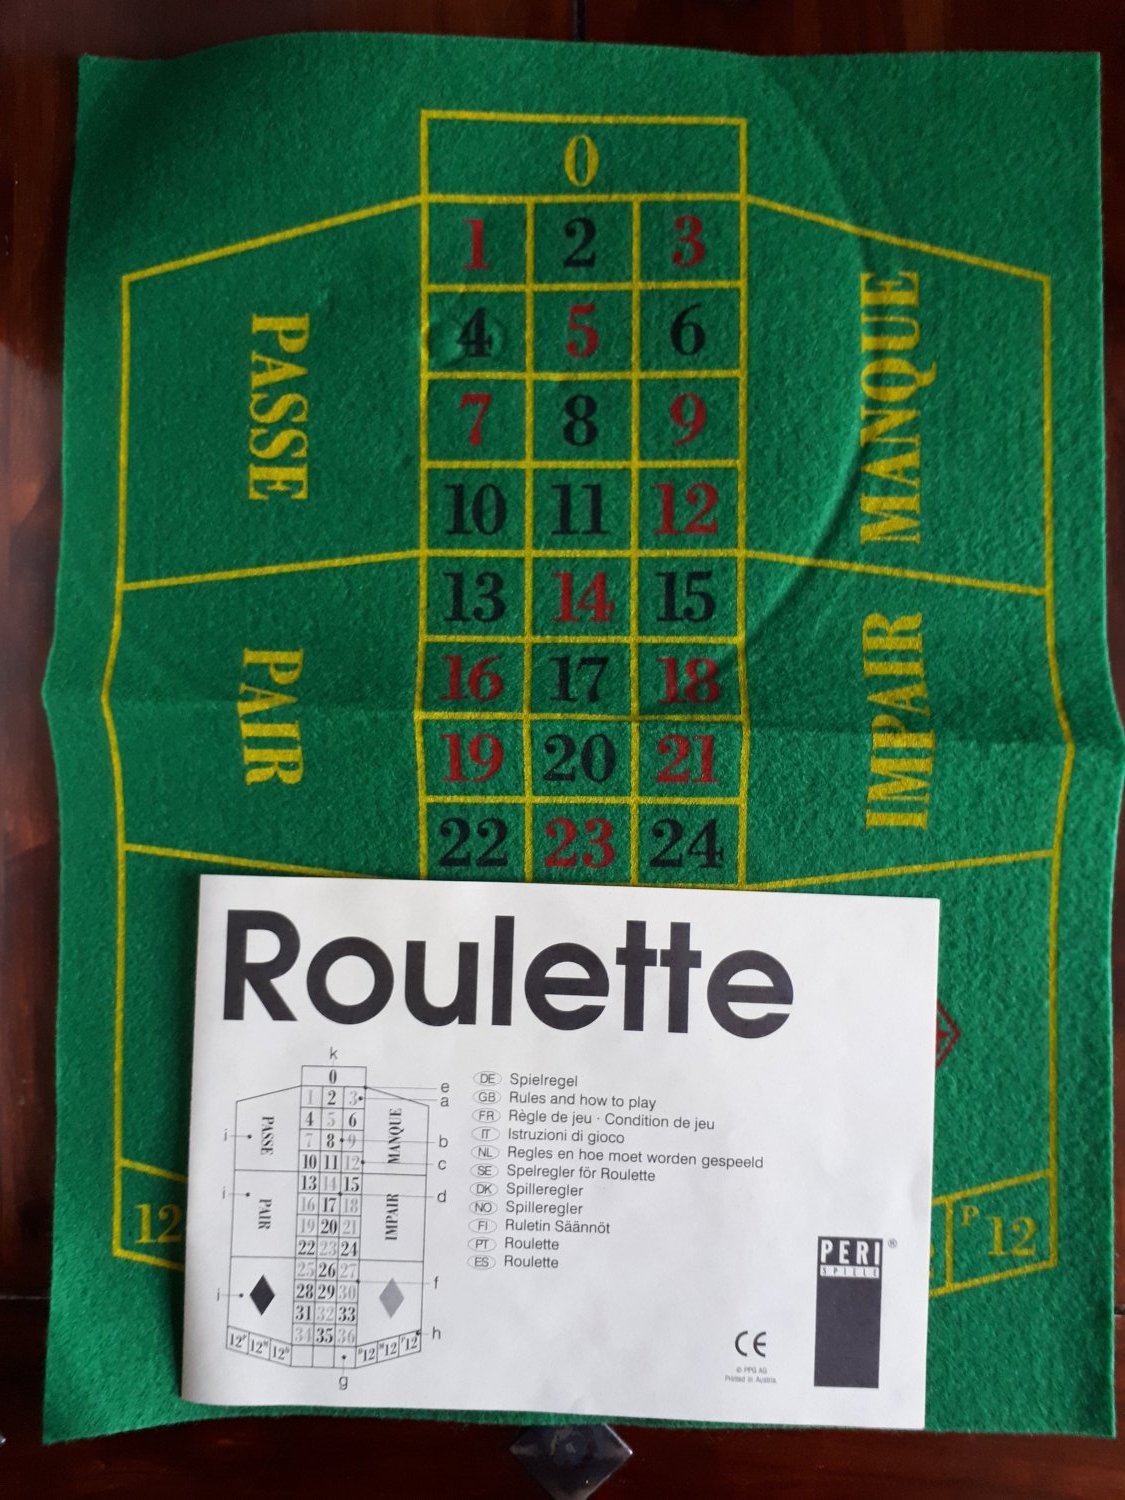 0
1 2 3
4 5 6
7 8 9
10 11 12
13 14 15
16 17 18
19 20 21
22 23 24
PASSE
PAIR
MANQUE
IMPAIR
12
P 12
Roulette
k
0
1 2 3
4 5 6
7 8 9
10 11 12
13 14 15
16 17 18
19 20 21
22 23 24
25 26 27
28 29 30
31 32 33
34 35 36
PASSE
PAIR
MANQUE
IMPAIR
12P 12M 12D
D12 M12 P12
e
a
b
c
d
f
h
g
i
i
j
DE Spielregel
GB Rules and how to play
FR Règle de jeu · Condition de jeu
IT Istruzioni di gioco
NL Regles en hoe moet worden gespeeld
SE Spelregler för Roulette
DK Spilleregler
NO Spilleregler
FI Ruletin Säännöt
PT Roulette
ES Roulette
PERI ®
SPIELE
CE
© PPG AG
Printed in Austria.